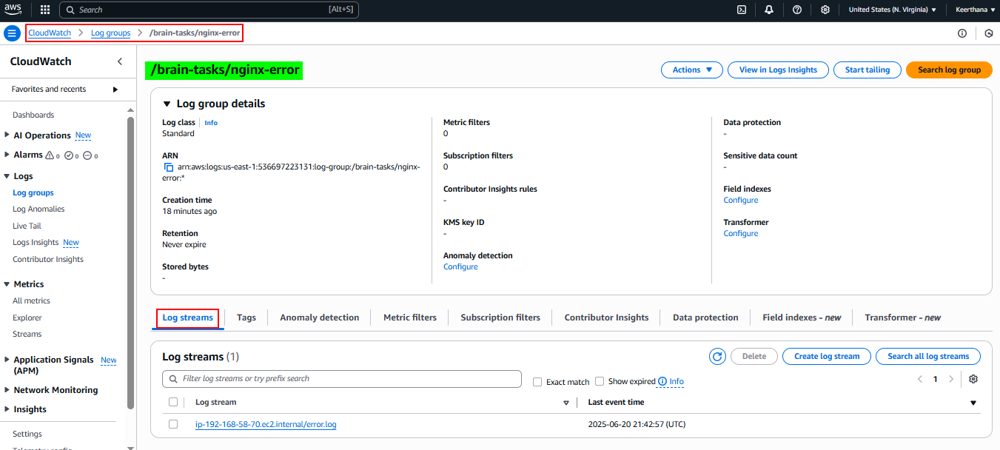 aws
Search [Alt+S]
United States (N. Virginia) Keerthana
CloudWatch Log groups /brain-tasks/nginx-error
CloudWatch
Favorites and recents
Dashboards
AI Operations New
Alarms 0 0 0
Logs
Log groups
Log Anomalies
Live Tail
Logs Insights New
Contributor Insights
Metrics
All metrics
Explorer
Streams
Application Signals New
(APM)
Network Monitoring
Insights
Settings
Telemetry config
/brain-tasks/nginx-error
Actions View in Logs Insights Start tailing Search log group
Log group details
Log class Info
Standard
ARN
arn:aws:logs:us-east-1:536697223131:log-group:/brain-tasks/nginx-
error:*
Creation time
18 minutes ago
Retention
Never expire
Stored bytes
-
Metric filters
0
Subscription filters
0
Contributor Insights rules
-
KMS key ID
-
Anomaly detection
Configure
Data protection
-
Sensitive data count
-
Field indexes
Configure
Transformer
Configure
Log streams Tags Anomaly detection Metric filters Subscription filters Contributor Insights Data protection Field indexes - new Transformer - new
Log streams (1)
Delete Create log stream Search all log streams
Filter log streams or try prefix search Exact match Show expired Info 1
Log stream Last event time
ip-192-168-58-70.ec2.internal/error.log 2025-06-20 21:42:57 (UTC)